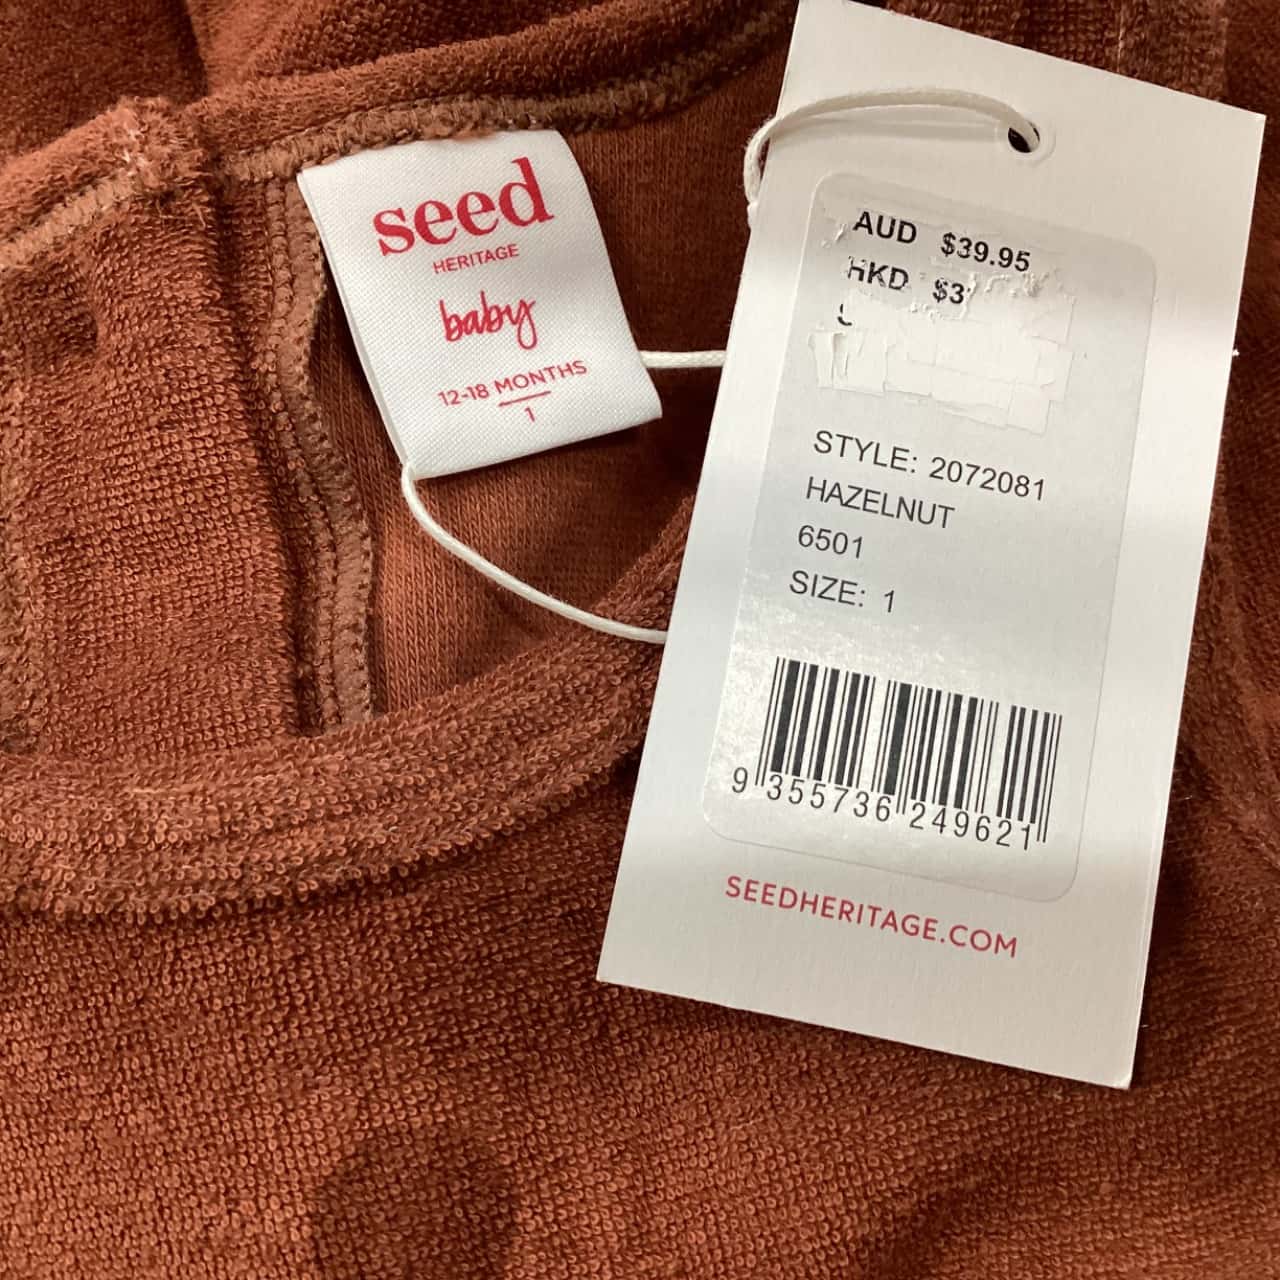 seed
HERITAGE
baby
12-18 MONTHS
1
AUD $39.95
HKD $3
STYLE: 2072081
HAZELNUT
6501
SIZE: 1
9 355736 249621
SEEDHERITAGE.COM